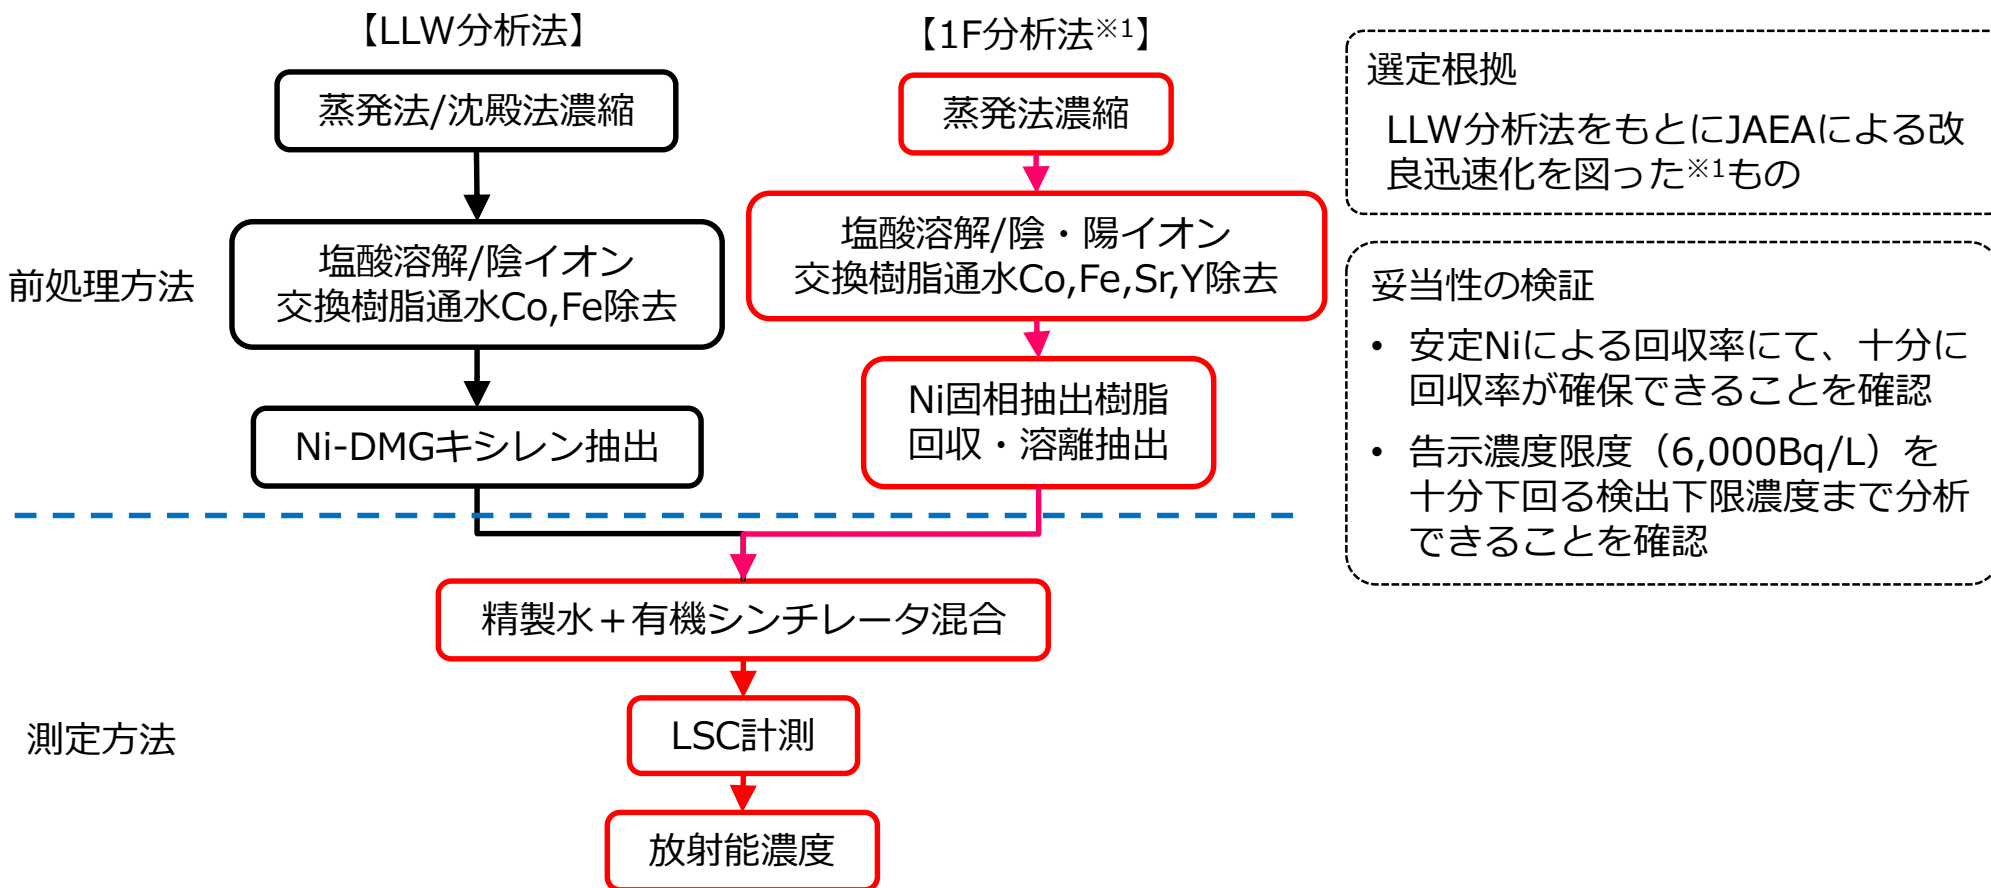 【LLW分析法】
【1F分析法※1】
蒸発法/沈殿法濃縮
蒸発法濃縮
前処理方法
塩酸溶解/陰イオン
交換樹脂通水Co,Fe除去
塩酸溶解/陰・陽イオン
交換樹脂通水Co,Fe,Sr,Y除去
Ni-DMGキシレン抽出
Ni固相抽出樹脂
回収・溶離抽出
精製水＋有機シンチレータ混合
測定方法
LSC計測
放射能濃度
選定根拠
LLW分析法をもとにJAEAによる改
良迅速化を図った※1もの
妥当性の検証
• 安定Niによる回収率にて、十分に
回収率が確保できることを確認
• 告示濃度限度（6,000Bq/L）を
十分下回る検出下限濃度まで分析
できることを確認